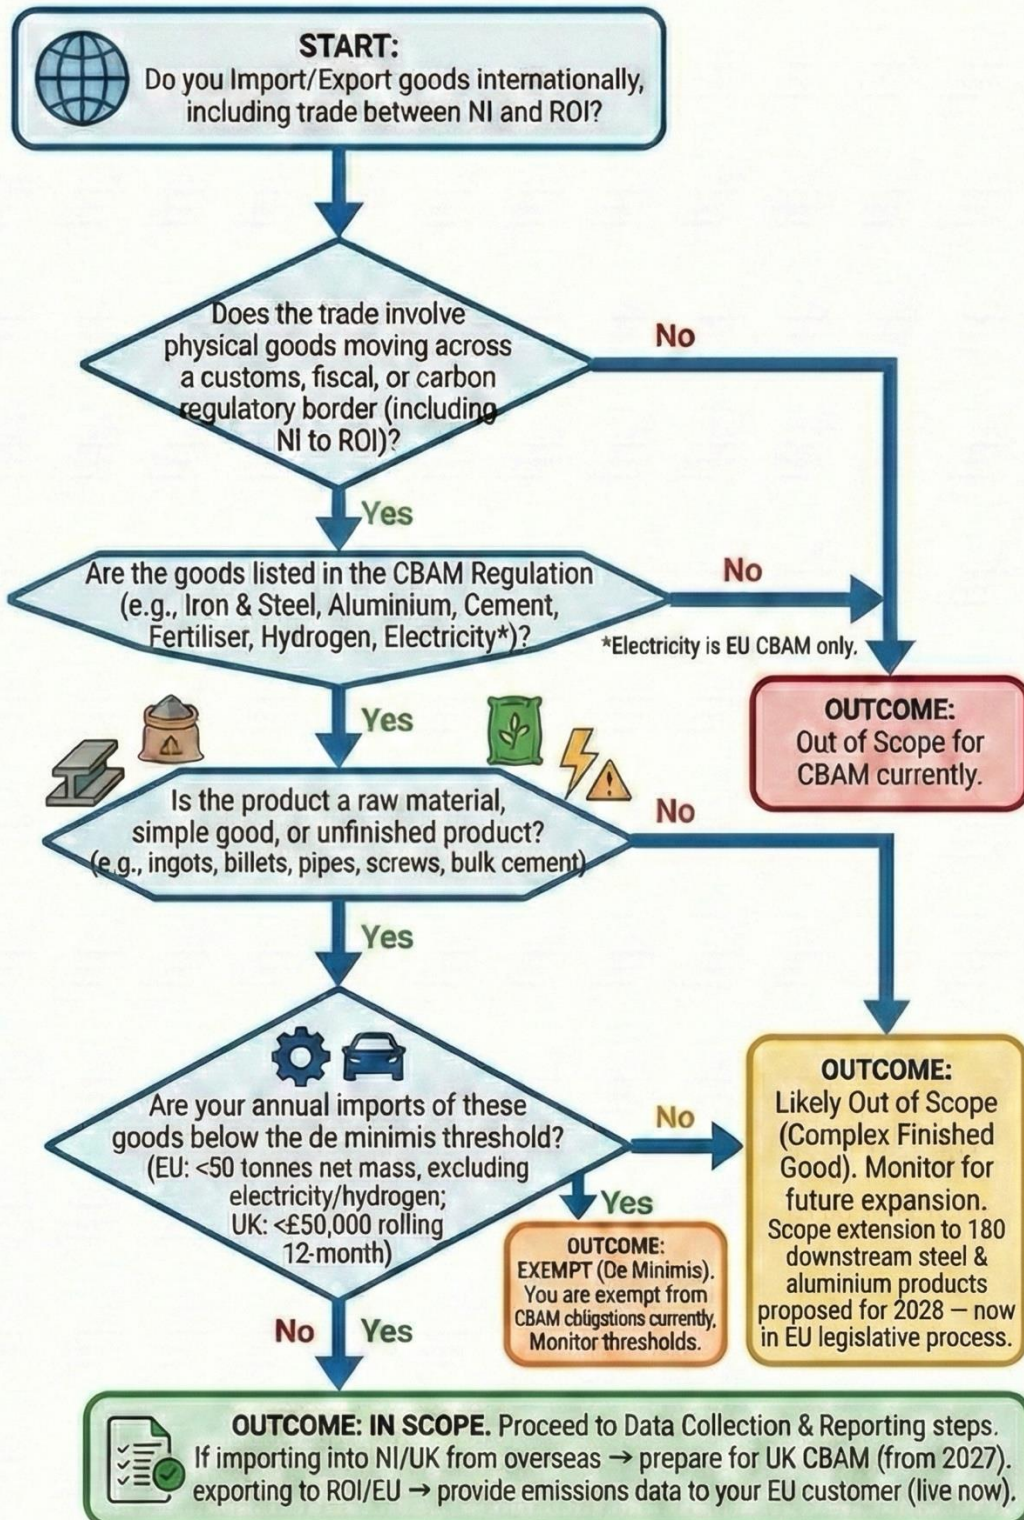 START:
Do you Import/Export goods internationally,
including trade between NI and ROI?
Does the trade involve
physical goods moving across
a customs, fiscal, or carbon
regulatory border (including
NI to ROI)?
No
Yes
Are the goods listed in the CBAM Regulation
(e.g., Iron & Steel, Aluminium, Cement,
Fertiliser, Hydrogen, Electricity*)?
No
*Electricity is EU CBAM only.
OUTCOME:
Out of Scope for
CBAM currently.
Yes
Is the product a raw material,
simple good, or unfinished product?
(e.g., ingots, billets, pipes, screws, bulk cement)
No
Yes
Are your annual imports of these
goods below the de minimis threshold?
(EU: <50 tonnes net mass, excluding
electricity/hydrogen;
UK: <£50,000 rolling
12-month)
No
Yes
OUTCOME:
Likely Out of Scope
(Complex Finished
Good). Monitor for
future expansion.
Scope extension to 180
downstream steel &
aluminium products
proposed for 2028 — now
in EU legislative process.
OUTCOME:
EXEMPT (De Minimis).
You are exempt from
CBAM cbligstions currently,
Monitor thresholds.
No Yes
OUTCOME: IN SCOPE. Proceed to Data Collection & Reporting steps.
If importing into NI/UK from overseas → prepare for UK CBAM (from 2027).
exporting to ROI/EU → provide emissions data to your EU customer (live now).